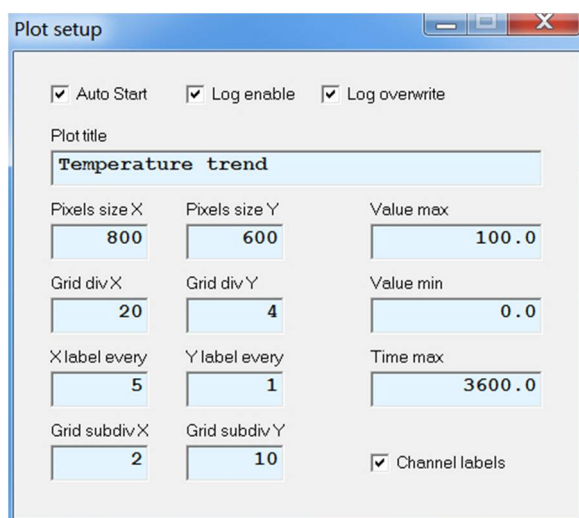 Plot setup
Auto Start Log enable Log overwrite
Plot title
Temperature trend
Pixels size X Pixels size Y Value max
800 600 100.0
Grid div X Grid div Y Value min
20 4 0.0
X label every Y label every Time max
5 1 3600.0
Grid subdiv X Grid subdiv Y
2 10 Channel labels